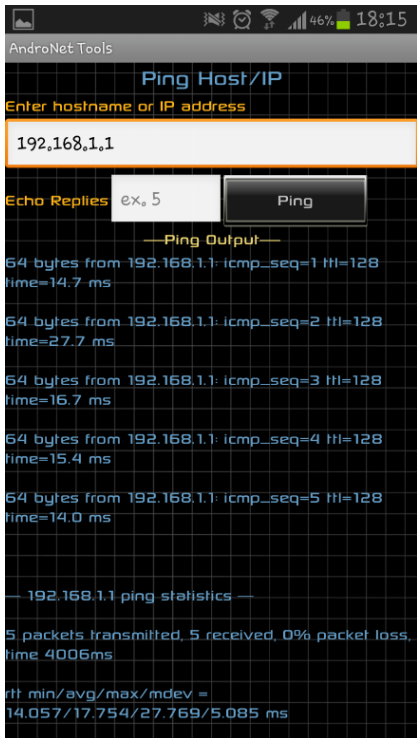 46% 18:15
AndroNet Tools
Ping Host/IP
Enter hostname or IP address
192.168.1.1
Echo Replies ex. 5 Ping
—Ping Output—
64 bytes from 192.168.1.1: icmp_seq=1 ttl=128
time=14.7 ms
64 bytes from 192.168.1.1: icmp_seq=2 ttl=128
time=27.7 ms
64 bytes from 192.168.1.1: icmp_seq=3 ttl=128
time=16.7 ms
64 bytes from 192.168.1.1: icmp_seq=4 ttl=128
time=15.4 ms
64 bytes from 192.168.1.1: icmp_seq=5 ttl=128
time=14.0 ms
— 192.168.1.1 ping statistics —
5 packets transmitted, 5 received, 0% packet loss,
time 4006ms
rtt min/avg/max/mdev =
14.057/17.754/27.769/5.085 ms